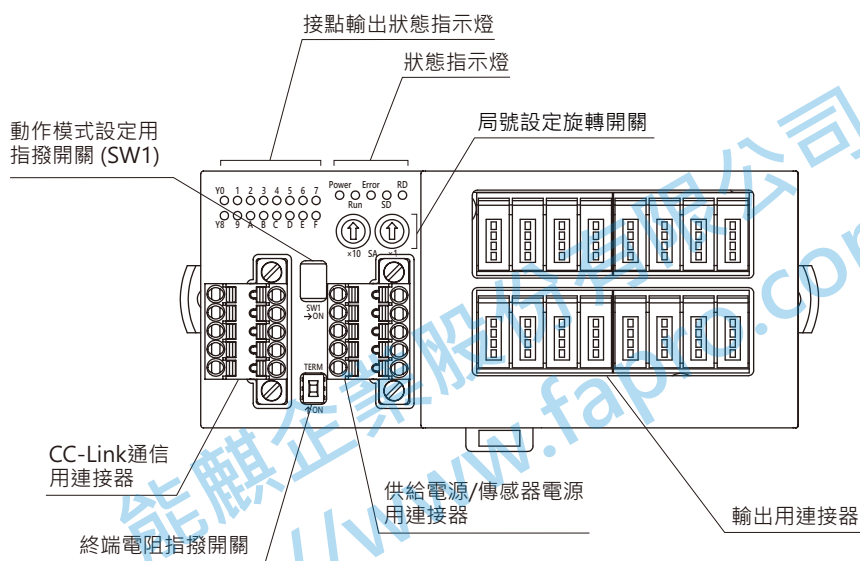 接點輸出狀態指示燈
狀態指示燈
動作模式設定用
指撥開關 (SW1)
局號設定旋轉開關
Y0 1 2 3 4 5 6 7
Y8 9 A B C D E F
Power Error RD
Run SD
×10 SA ×1
SW1
→ON
TERM
↑ON
CC-Link通信
用連接器
供給電源/傳感器電源
用連接器
輸出用連接器
終端電阻指撥開關
能麒企業股份有限公司
//www.fapro.com